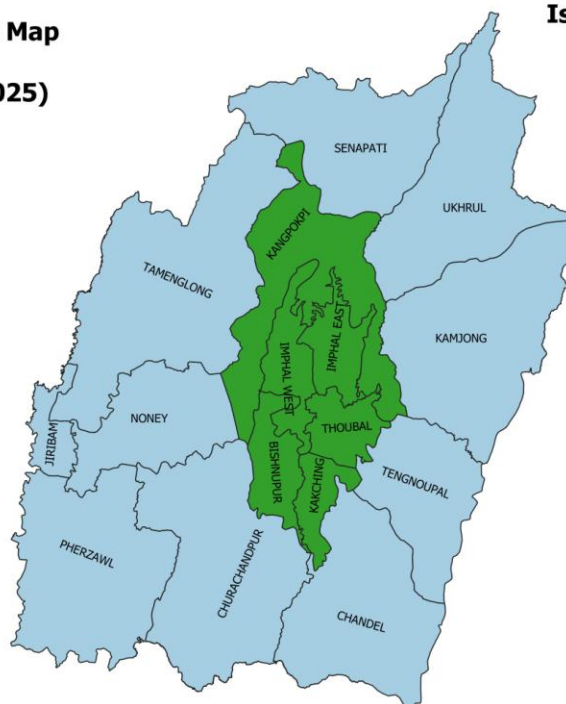 Map
Is
025)
SENAPATI
UKHRUL
KANGPOKPI
TAMENGLONG
IMPHAL EAST
KAMJONG
IMPHAL WEST
NONEY
THOUBAL
JIRIBAM
BISHNUPUR
KAKCHING
TENGNOUPAL
PHERZAWL
CHURACHANDPUR
CHANDEL